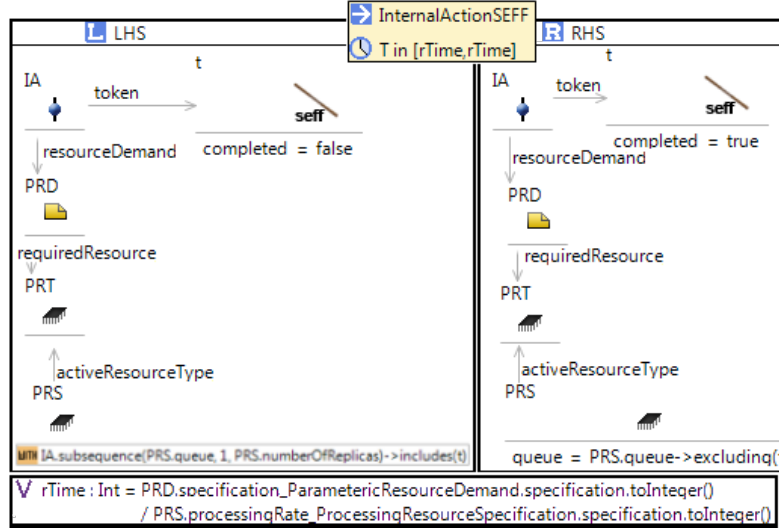 InternalActionSEFF
T in [rTime,rTime]
L LHS
R RHS
t
IA
token
seff
completed = false
resourceDemand
PRD
requiredResource
PRT
activeResourceType
PRS
WITH IA.subsequence(PRS.queue, 1, PRS.numberOfReplicas)->includes(t)
t
IA
token
seff
completed = true
resourceDemand
PRD
requiredResource
PRT
activeResourceType
PRS
queue = PRS.queue->excluding(
V rTime : Int = PRD.specification_ParametericResourceDemand.specification.toInteger()
/ PRS.processingRate_ProcessingResourceSpecification.specification.toInteger()